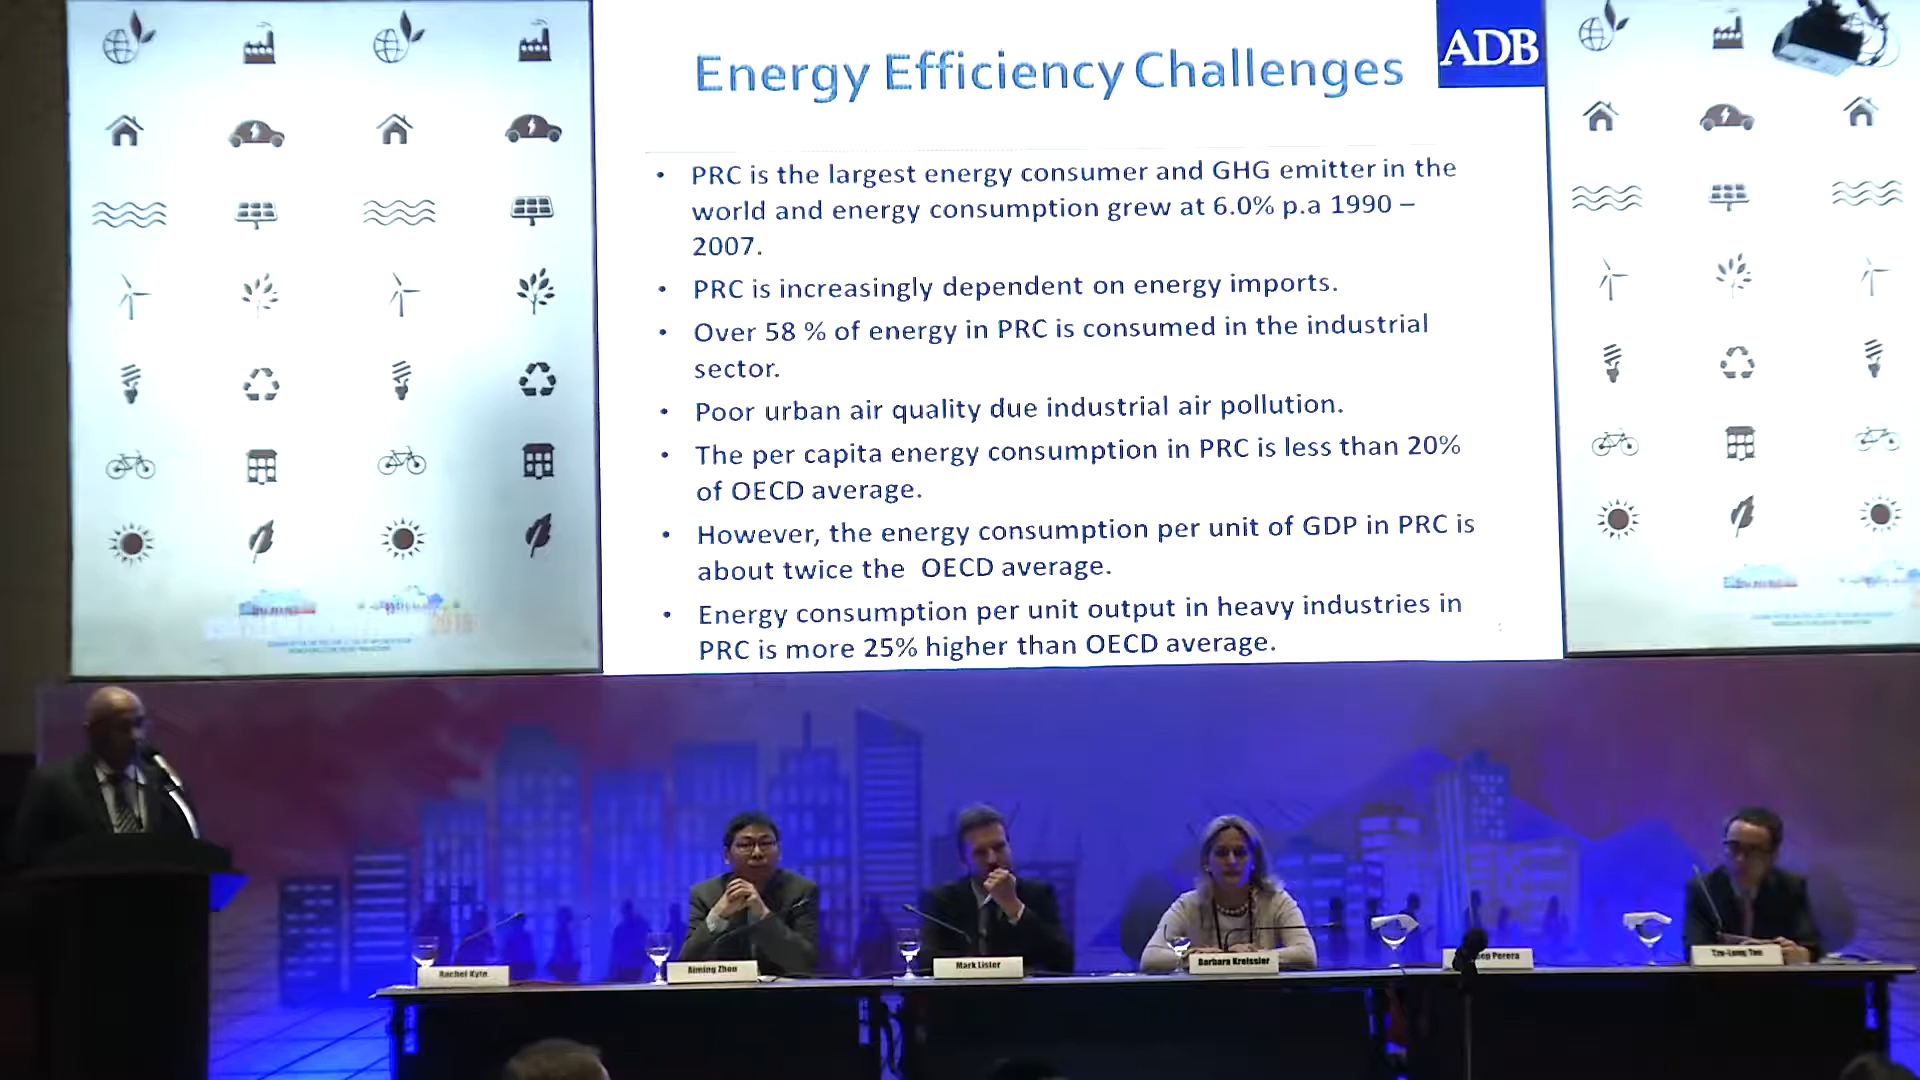 Energy Efficiency Challenges
ADB
• PRC is the largest energy consumer and GHG emitter in the
world and energy consumption grew at 6.0% p.a 1990 –
2007.
• PRC is increasingly dependent on energy imports.
• Over 58 % of energy in PRC is consumed in the industrial
sector.
• Poor urban air quality due industrial air pollution.
• The per capita energy consumption in PRC is less than 20%
of OECD average.
• However, the energy consumption per unit of GDP in PRC is
about twice the OECD average.
• Energy consumption per unit output in heavy industries in
PRC is more 25% higher than OECD average.
Rachel Kyte
Aiming Zhou
Mark Lister
Barbara Kreissler
Perera